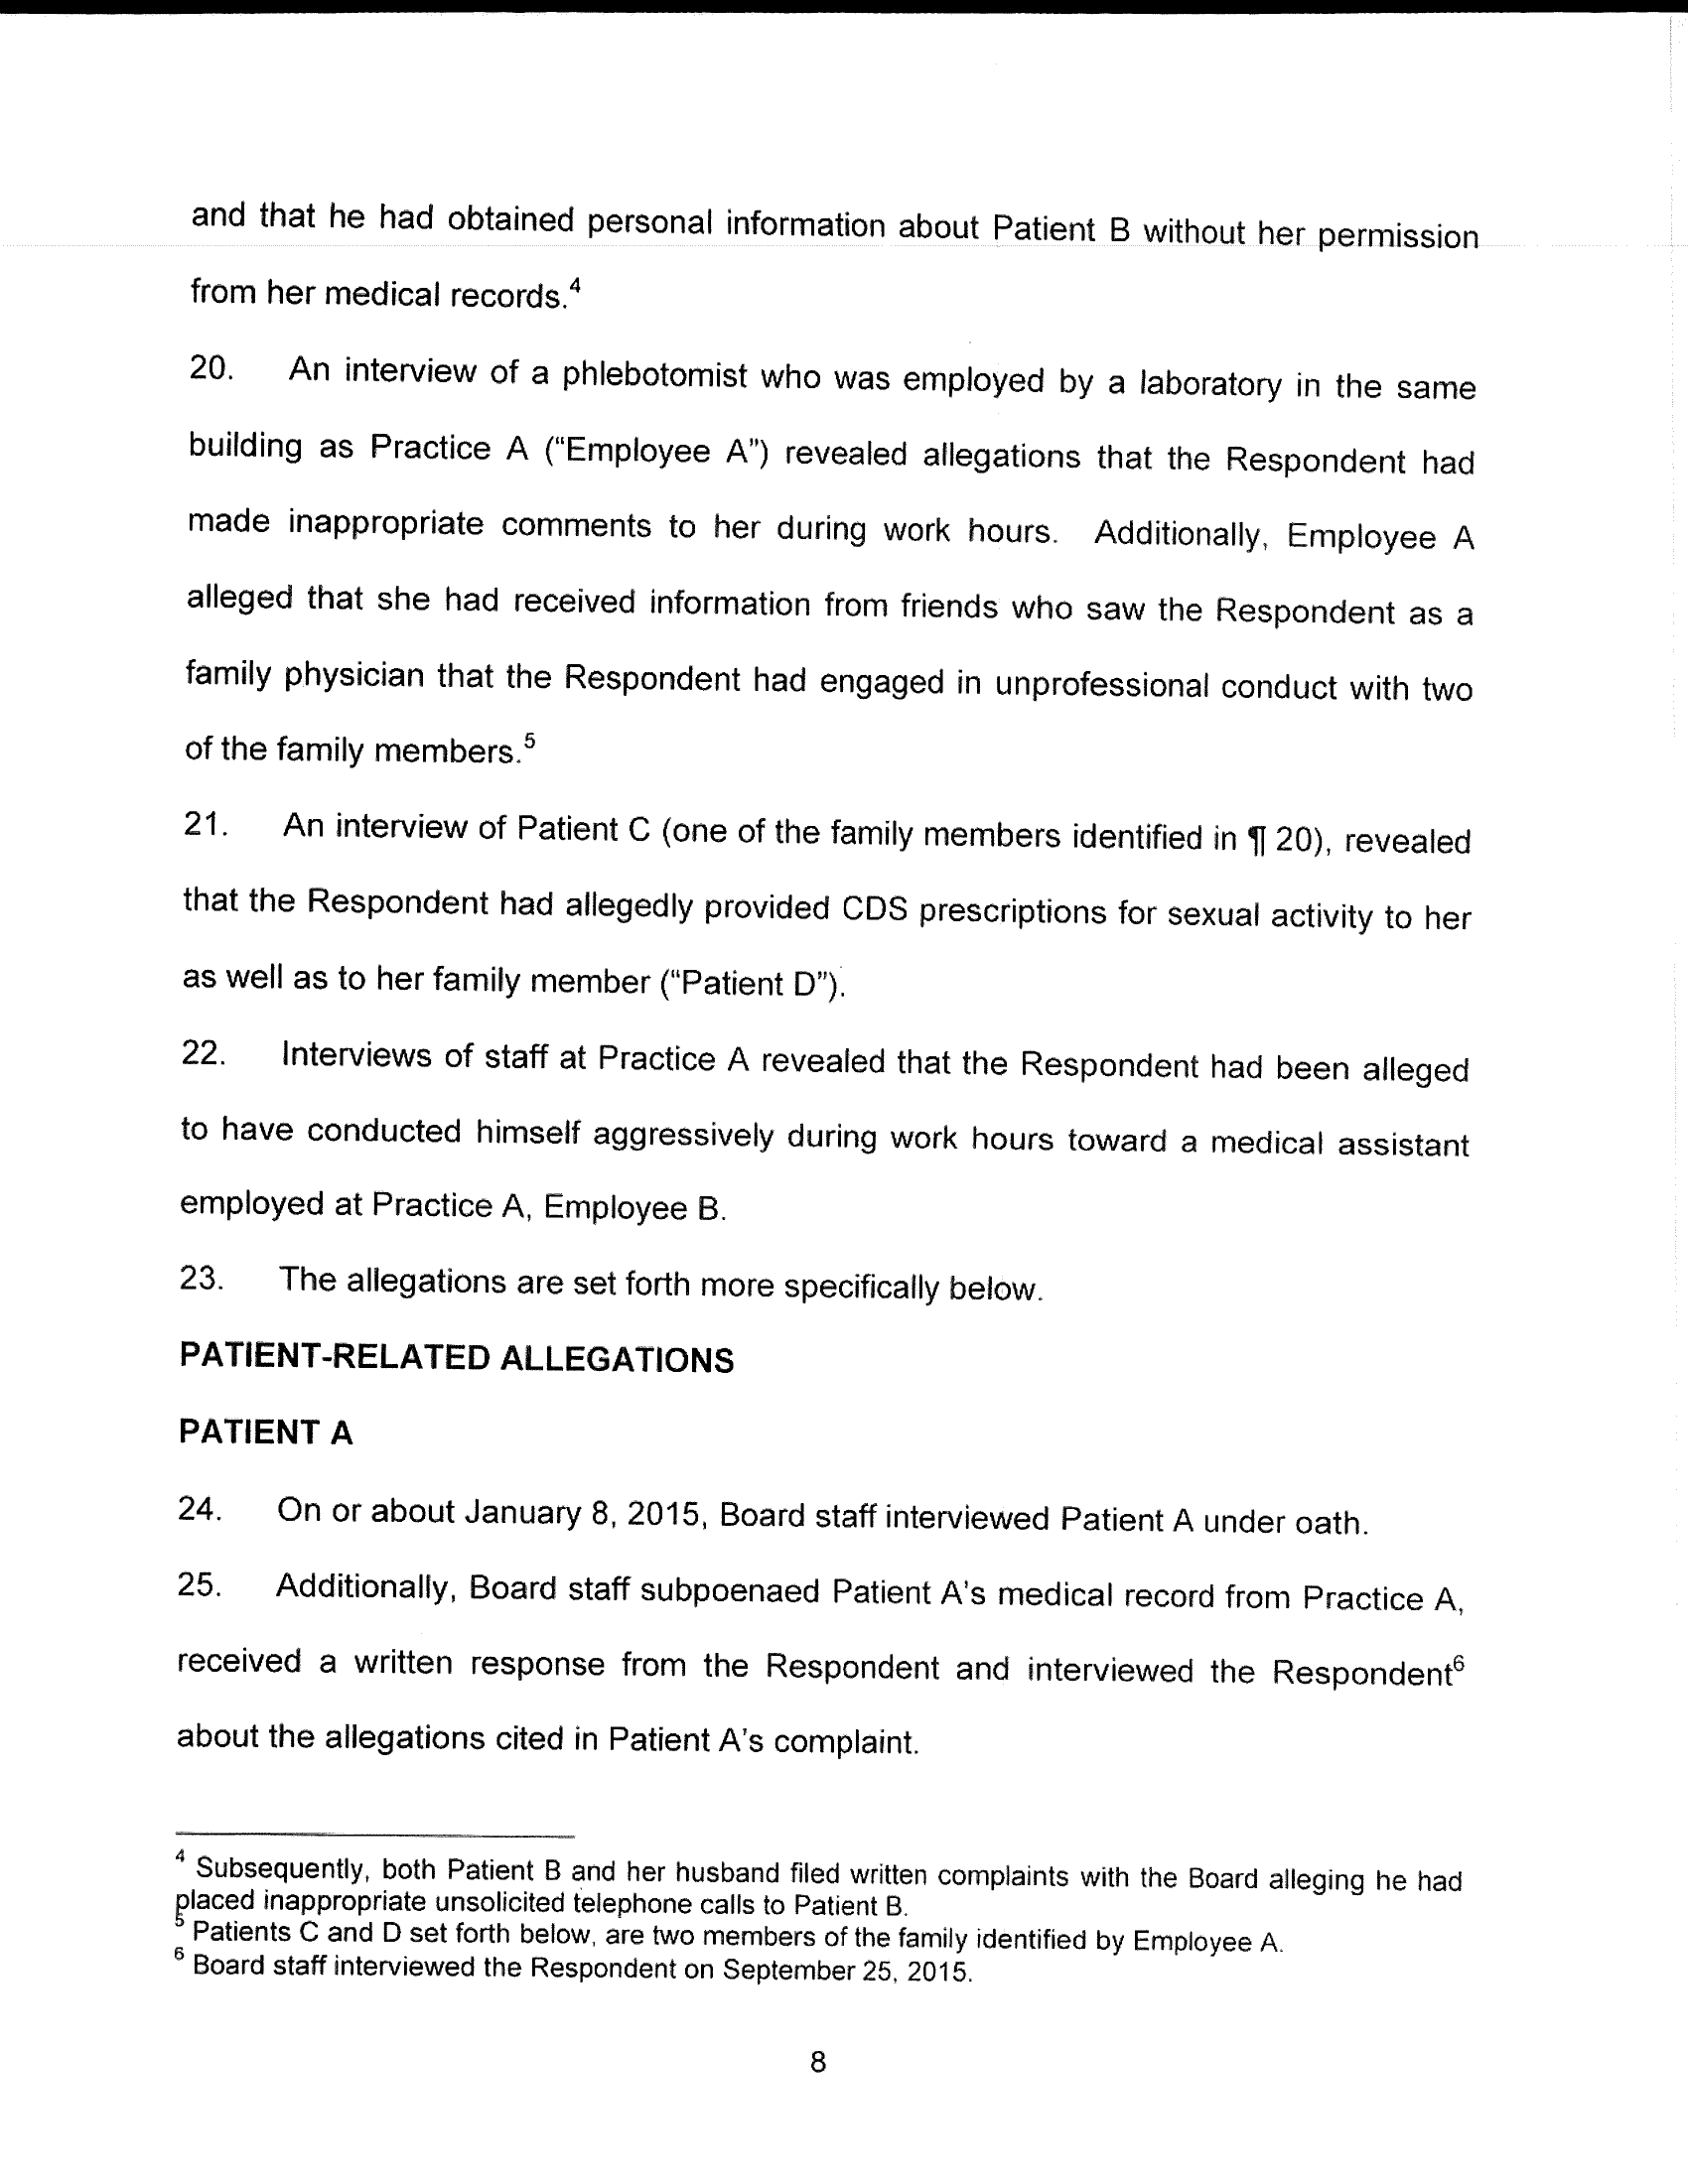 and that he had obtained personal information about Patient B without her permission
from her medical records.⁴
20. An interview of a phlebotomist who was employed by a laboratory in the same
building as Practice A (“Employee A”) revealed allegations that the Respondent had
made inappropriate comments to her during work hours. Additionally, Employee A
alleged that she had received information from friends who saw the Respondent as a
family physician that the Respondent had engaged in unprofessional conduct with two
of the family members.⁵
21. An interview of Patient C (one of the family members identified in ¶ 20), revealed
that the Respondent had allegedly provided CDS prescriptions for sexual activity to her
as well as to her family member (“Patient D”).
22. Interviews of staff at Practice A revealed that the Respondent had been alleged
to have conducted himself aggressively during work hours toward a medical assistant
employed at Practice A, Employee B.
23. The allegations are set forth more specifically below.
PATIENT-RELATED ALLEGATIONS
PATIENT A
24. On or about January 8, 2015, Board staff interviewed Patient A under oath.
25. Additionally, Board staff subpoenaed Patient A's medical record from Practice A,
received a written response from the Respondent and interviewed the Respondent⁶
about the allegations cited in Patient A's complaint.
⁴ Subsequently, both Patient B and her husband filed written complaints with the Board alleging he had
placed inappropriate unsolicited telephone calls to Patient B.
⁵ Patients C and D set forth below, are two members of the family identified by Employee A.
⁶ Board staff interviewed the Respondent on September 25, 2015.
8